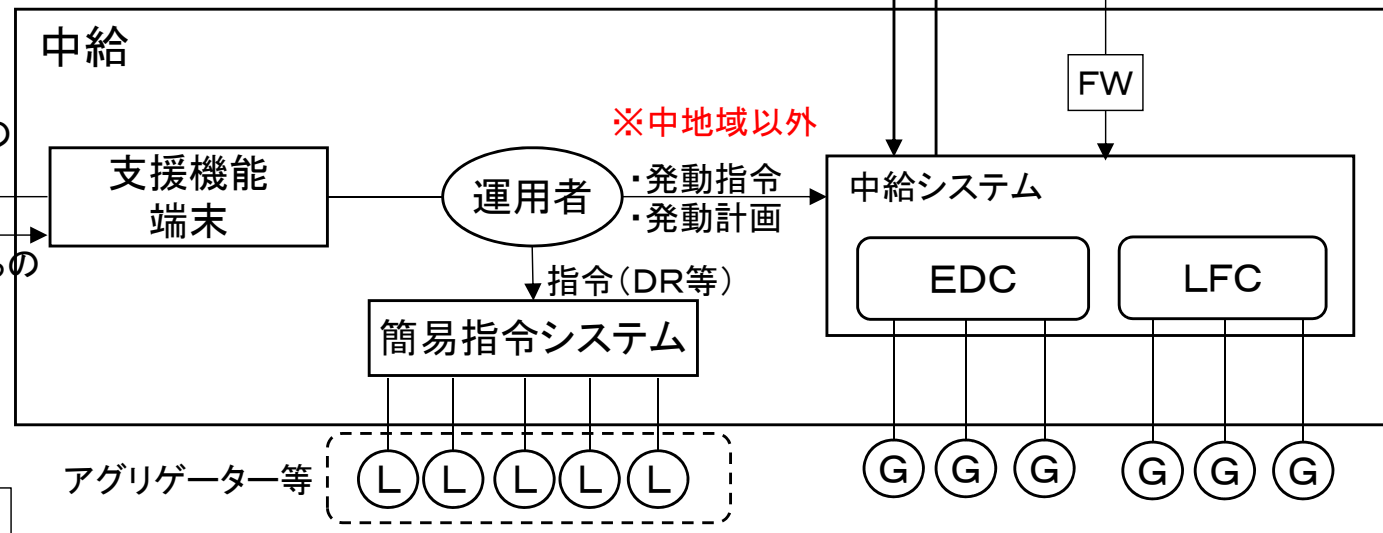 中給
FW
の
※中地域以外
支援機能
端末
運用者
・発動指令
・発動計画
中給システム
の
指令(DR等)
EDC
LFC
簡易指令システム
アグリゲーター等
L L L L L
G G G G G G